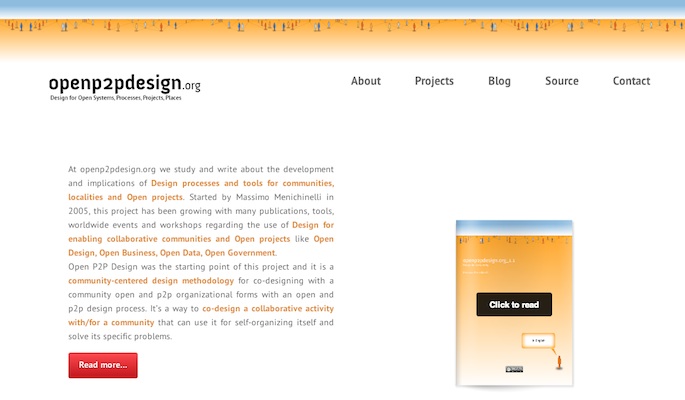 openp2pdesign.org
Design for Open Systems, Processes, Projects, Places
About Projects Blog Source Contact
At openp2pdesign.org we study and write about the development
and implications of Design processes and tools for communities,
localities and Open projects. Started by Massimo Menichinelli in
2005, this project has been growing with many publications, tools,
worldwide events and workshops regarding the use of Design for
enabling collaborative communities and Open projects like Open
Design, Open Business, Open Data, Open Government.
Open P2P Design was the starting point of this project and it is a
community-centered design methodology for co-designing with a
community open and p2p organizational forms with an open and
p2p design process. It's a way to co-design a collaborative activity
with/for a community that can use it for self-organizing itself and
solve its specific problems.
Read more...
Click to read